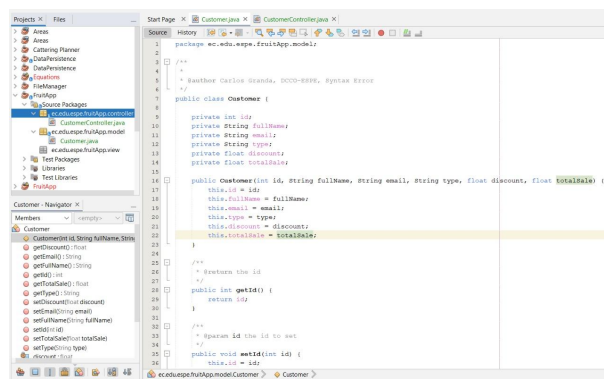 Projects × Files
Areas
Areas
Cattering Planner
DataPersistence
DataPersistence
Equations
FileManager
FruitApp
Source Packages
ec.edu.espe.fruitApp.controller
CustomerController.java
ec.edu.espe.fruitApp.model
Customer.java
ec.edu.espe.fruitApp.view
Test Packages
Libraries
Test Libraries
FruitApp
Customer - Navigator ×
Members <empty>
Customer
Customer(int id, String fullName, String
getDiscount() : float
getEmail() : String
getFullName() : String
getId() : int
getTotalSale() : float
getType() : String
setDiscount(float discount)
setEmail(String email)
setFullName(String fullName)
setId(int id)
setTotalSale(float totalSale)
setType(String type)
discount : float
Start Page × Customer.java × CustomerController.java ×
Source History
1 package ec.edu.espe.fruitApp.model;
2
3 /**
4 *
5 * @author Carlos Granda, DCCO-ESPE, Syntax Error
6 */
7 public class Customer {
8
9 private int id;
10 private String fullName;
11 private String email;
12 private String type;
13 private float discount;
14 private float totalSale;
15
16 public Customer(int id, String fullName, String email, String type, float discount, float totalSale) {
17 this.id = id;
18 this.fullName = fullName;
19 this.email = email;
20 this.type = type;
21 this.discount = discount;
22 this.totalSale = totalSale;
23 }
24
25 /**
26 * @return the id
27 */
28 public int getId() {
29 return id;
30 }
31
32 /**
33 * @param id the id to set
34 */
35 public void setId(int id) {
36 this.id = id;
ec.edu.espe.fruitApp.model.Customer Customer